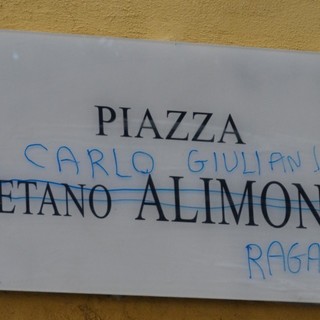 PIAZZA
CARLO GIULIANI
ETANO ALIMON
RAGA